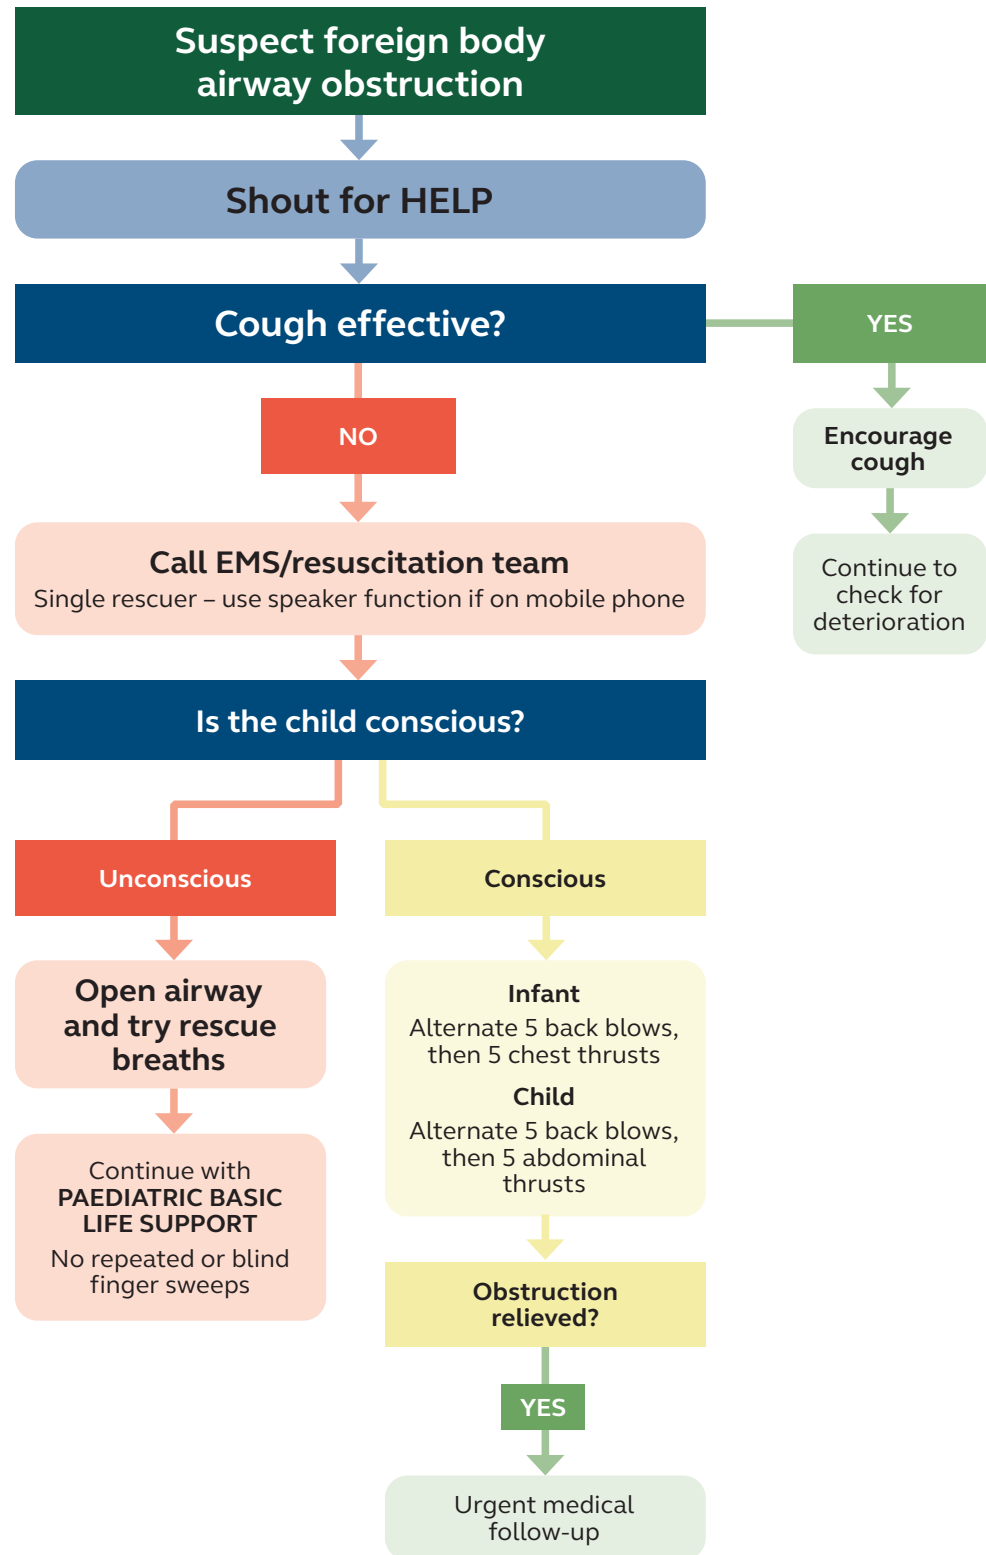 Suspect foreign body
airway obstruction
Shout for HELP
Cough effective?
YES
Encourage
cough
Continue to
check for
deterioration
NO
Call EMS/resuscitation team
Single rescuer – use speaker function if on mobile phone
Is the child conscious?
Unconscious
Open airway
and try rescue
breaths
Continue with
PAEDIATRIC BASIC
LIFE SUPPORT
No repeated or blind
finger sweeps
Conscious
Infant
Alternate 5 back blows,
then 5 chest thrusts
Child
Alternate 5 back blows,
then 5 abdominal
thrusts
Obstruction
relieved?
YES
Urgent medical
follow-up